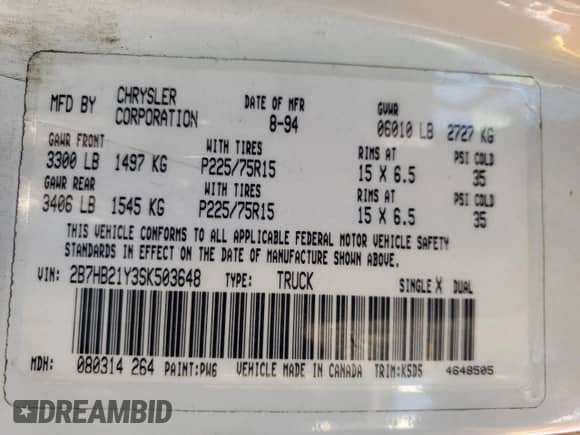 MFD BY CHRYSLER CORPORATION DATE OF MFR 8-94 GVWR 06010 LB 2727 KG
GAWR FRONT WITH TIRES RIMS AT PSI COLD
3300 LB 1497 KG P225/75R15 15 X 6.5 35
GAWR REAR WITH TIRES RIMS AT PSI COLD
3406 LB 1545 KG P225/75R15 15 X 6.5 35
THIS VEHICLE CONFORMS TO ALL APPLICABLE FEDERAL MOTOR VEHICLE SAFETY
STANDARDS IN EFFECT ON THE DATE OF MANUFACTURE SHOWN ABOVE.
VIN: 2B7HB21Y3SK503648 TYPE: TRUCK SINGLE X DUAL
MDH: 080314 264 PAINT:PW6 VEHICLE MADE IN CANADA TRIM:K5D5 4648505
DREAMBID